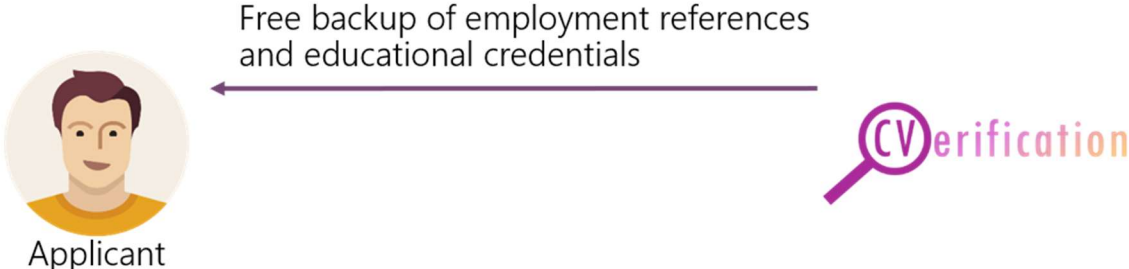 Free backup of employment references
and educational credentials
CVerification
Applicant